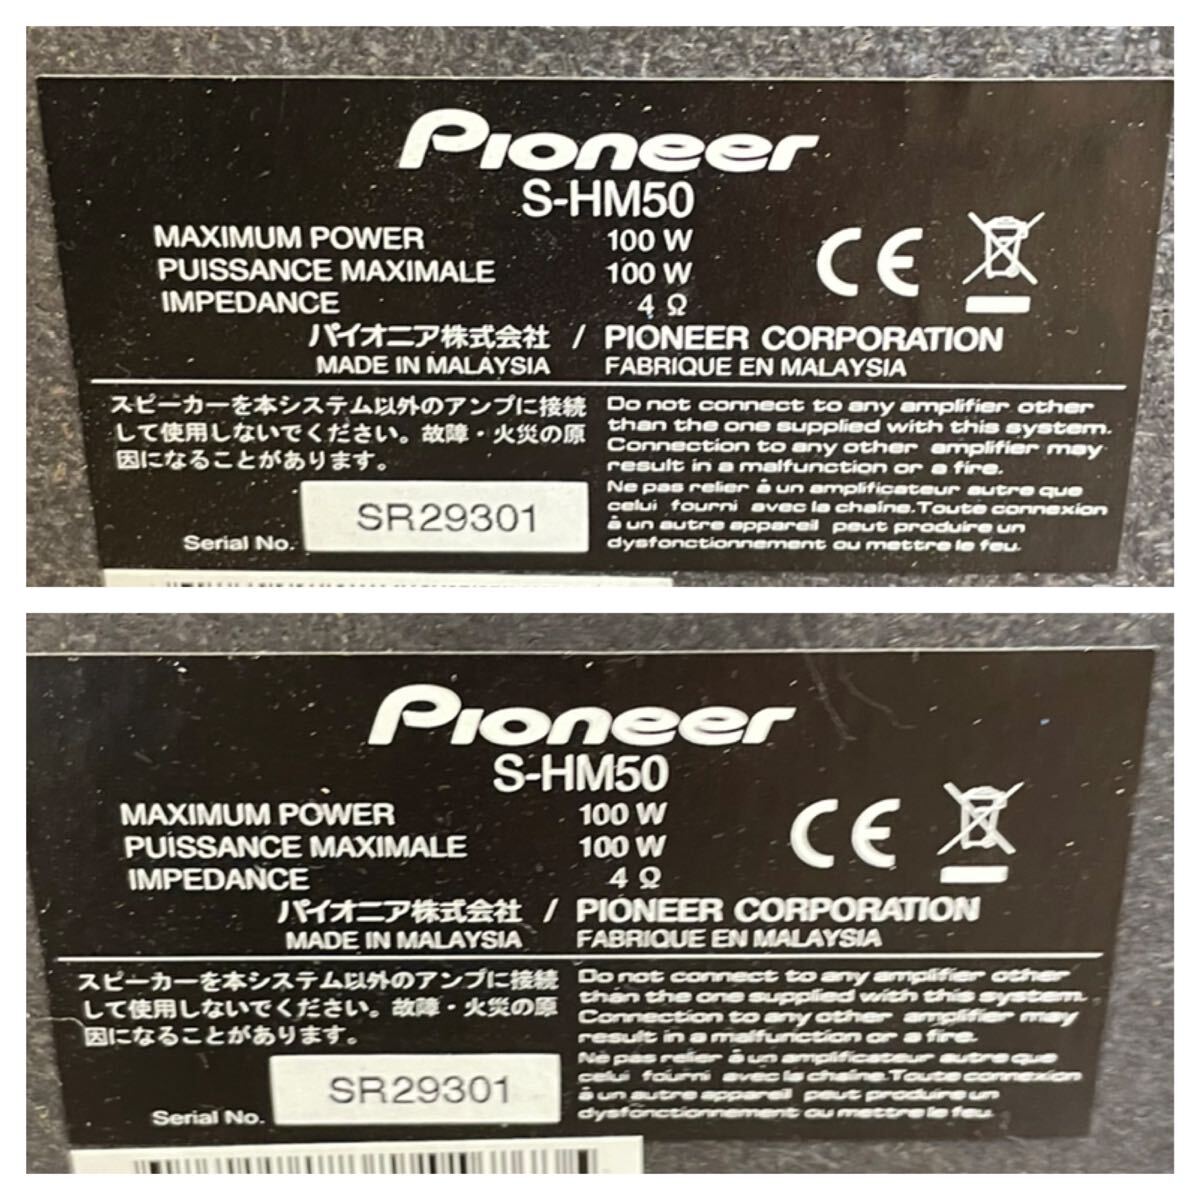 Pioneer
S-HM50
MAXIMUM POWER 100 W
PUISSANCE MAXIMALE 100 W
IMPEDANCE 4 Ω
パイオニア株式会社 / PIONEER CORPORATION
MADE IN MALAYSIA FABRIQUE EN MALAYSIA
スピーカーを本システム以外のアンプに接続
して使用しないでください。故障・火災の原
因になることがあります。
Do not connect to any amplifier other
than the one supplied with this system.
Connection to any other amplifier may
result in a malfunction or a fire.
Ne pas relier à un amplificateur autre que
celui fourni avec la chaîne. Toute connexion
à un autre appareil peut produire un
dysfonctionnement ou mettre le feu.
Serial No. SR29301
CE
Pioneer
S-HM50
MAXIMUM POWER 100 W
PUISSANCE MAXIMALE 100 W
IMPEDANCE 4 Ω
パイオニア株式会社 / PIONEER CORPORATION
MADE IN MALAYSIA FABRIQUE EN MALAYSIA
スピーカーを本システム以外のアンプに接続
して使用しないでください。故障・火災の原
因になることがあります。
Do not connect to any amplifier other
than the one supplied with this system.
Connection to any other amplifier may
result in a malfunction or a fire.
Ne pas relier à un amplificateur autre que
celui fourni avec la chaîne. Toute connexion
à un autre appareil peut produire un
dysfonctionnement ou mettre le feu.
Serial No. SR29301
CE